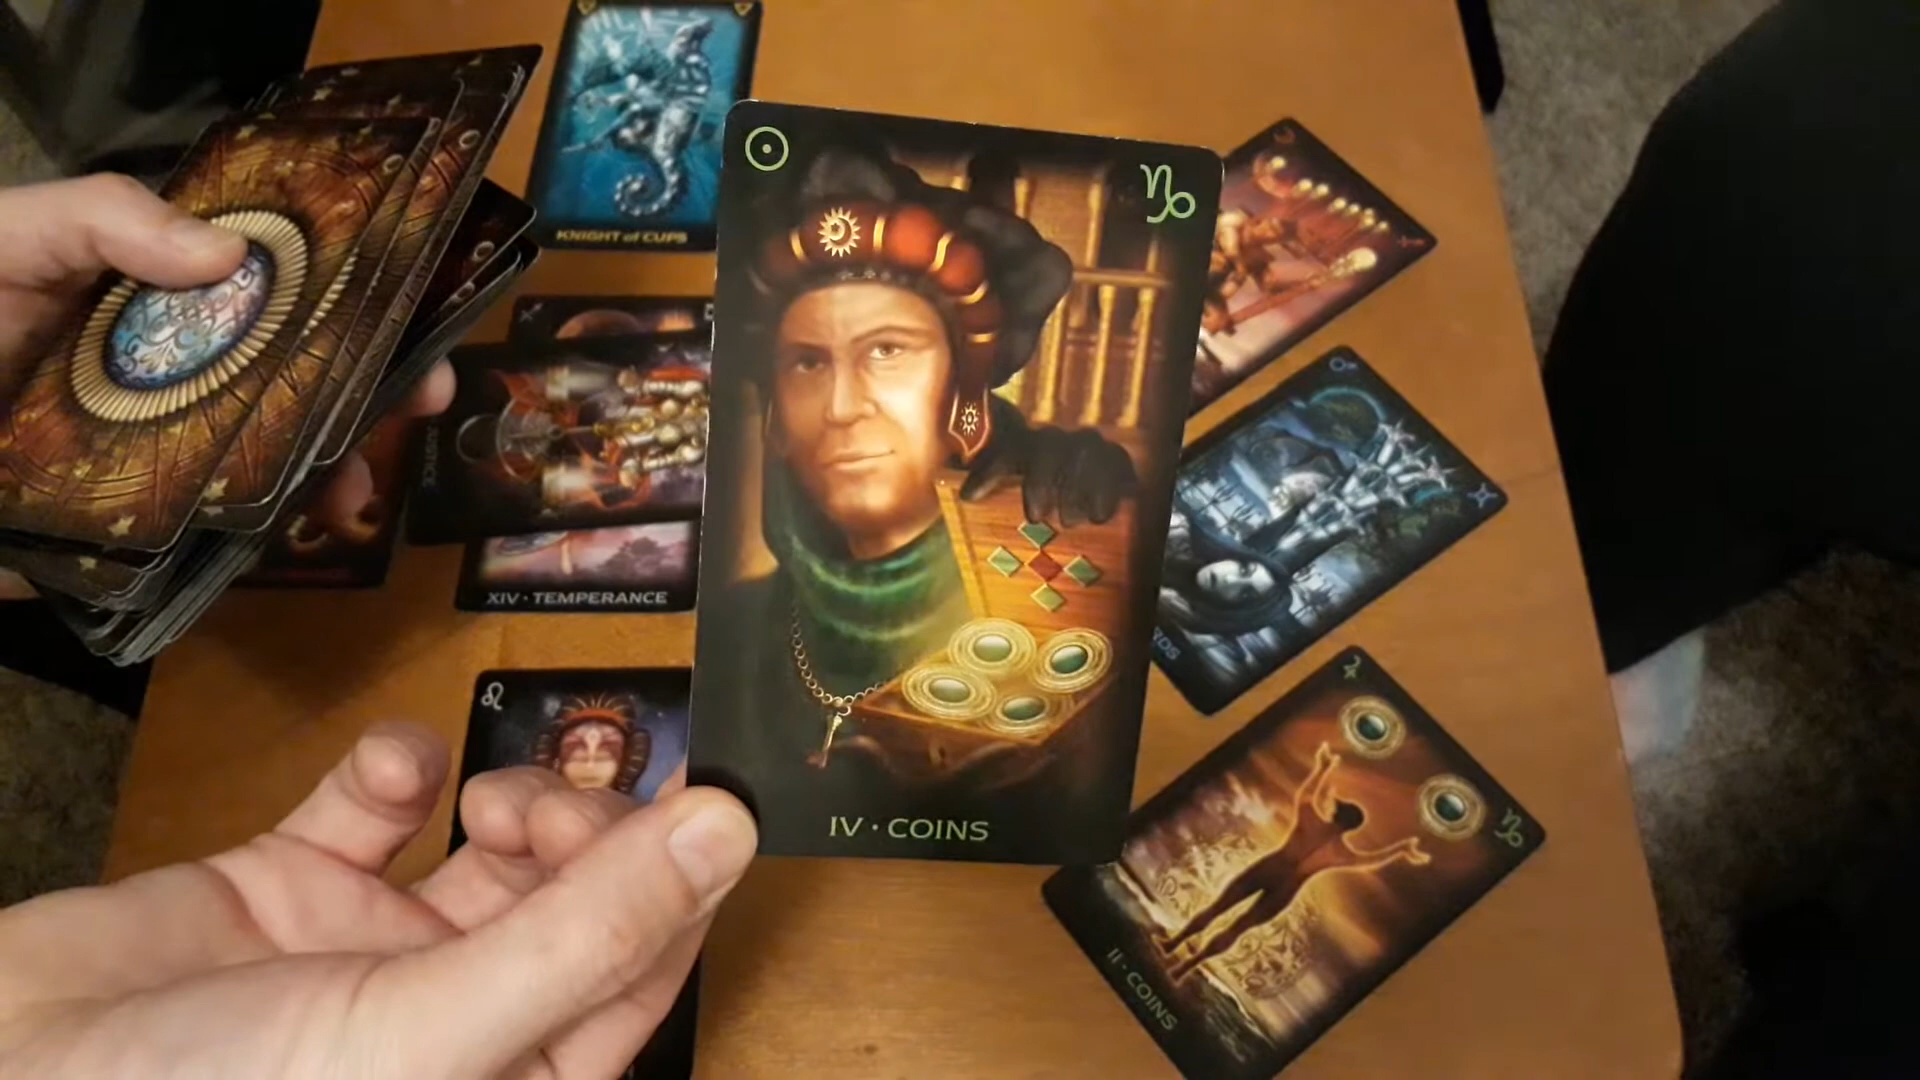 KNIGHT of CUPS
XIV · TEMPERANCE
IV · COINS
II · COINS